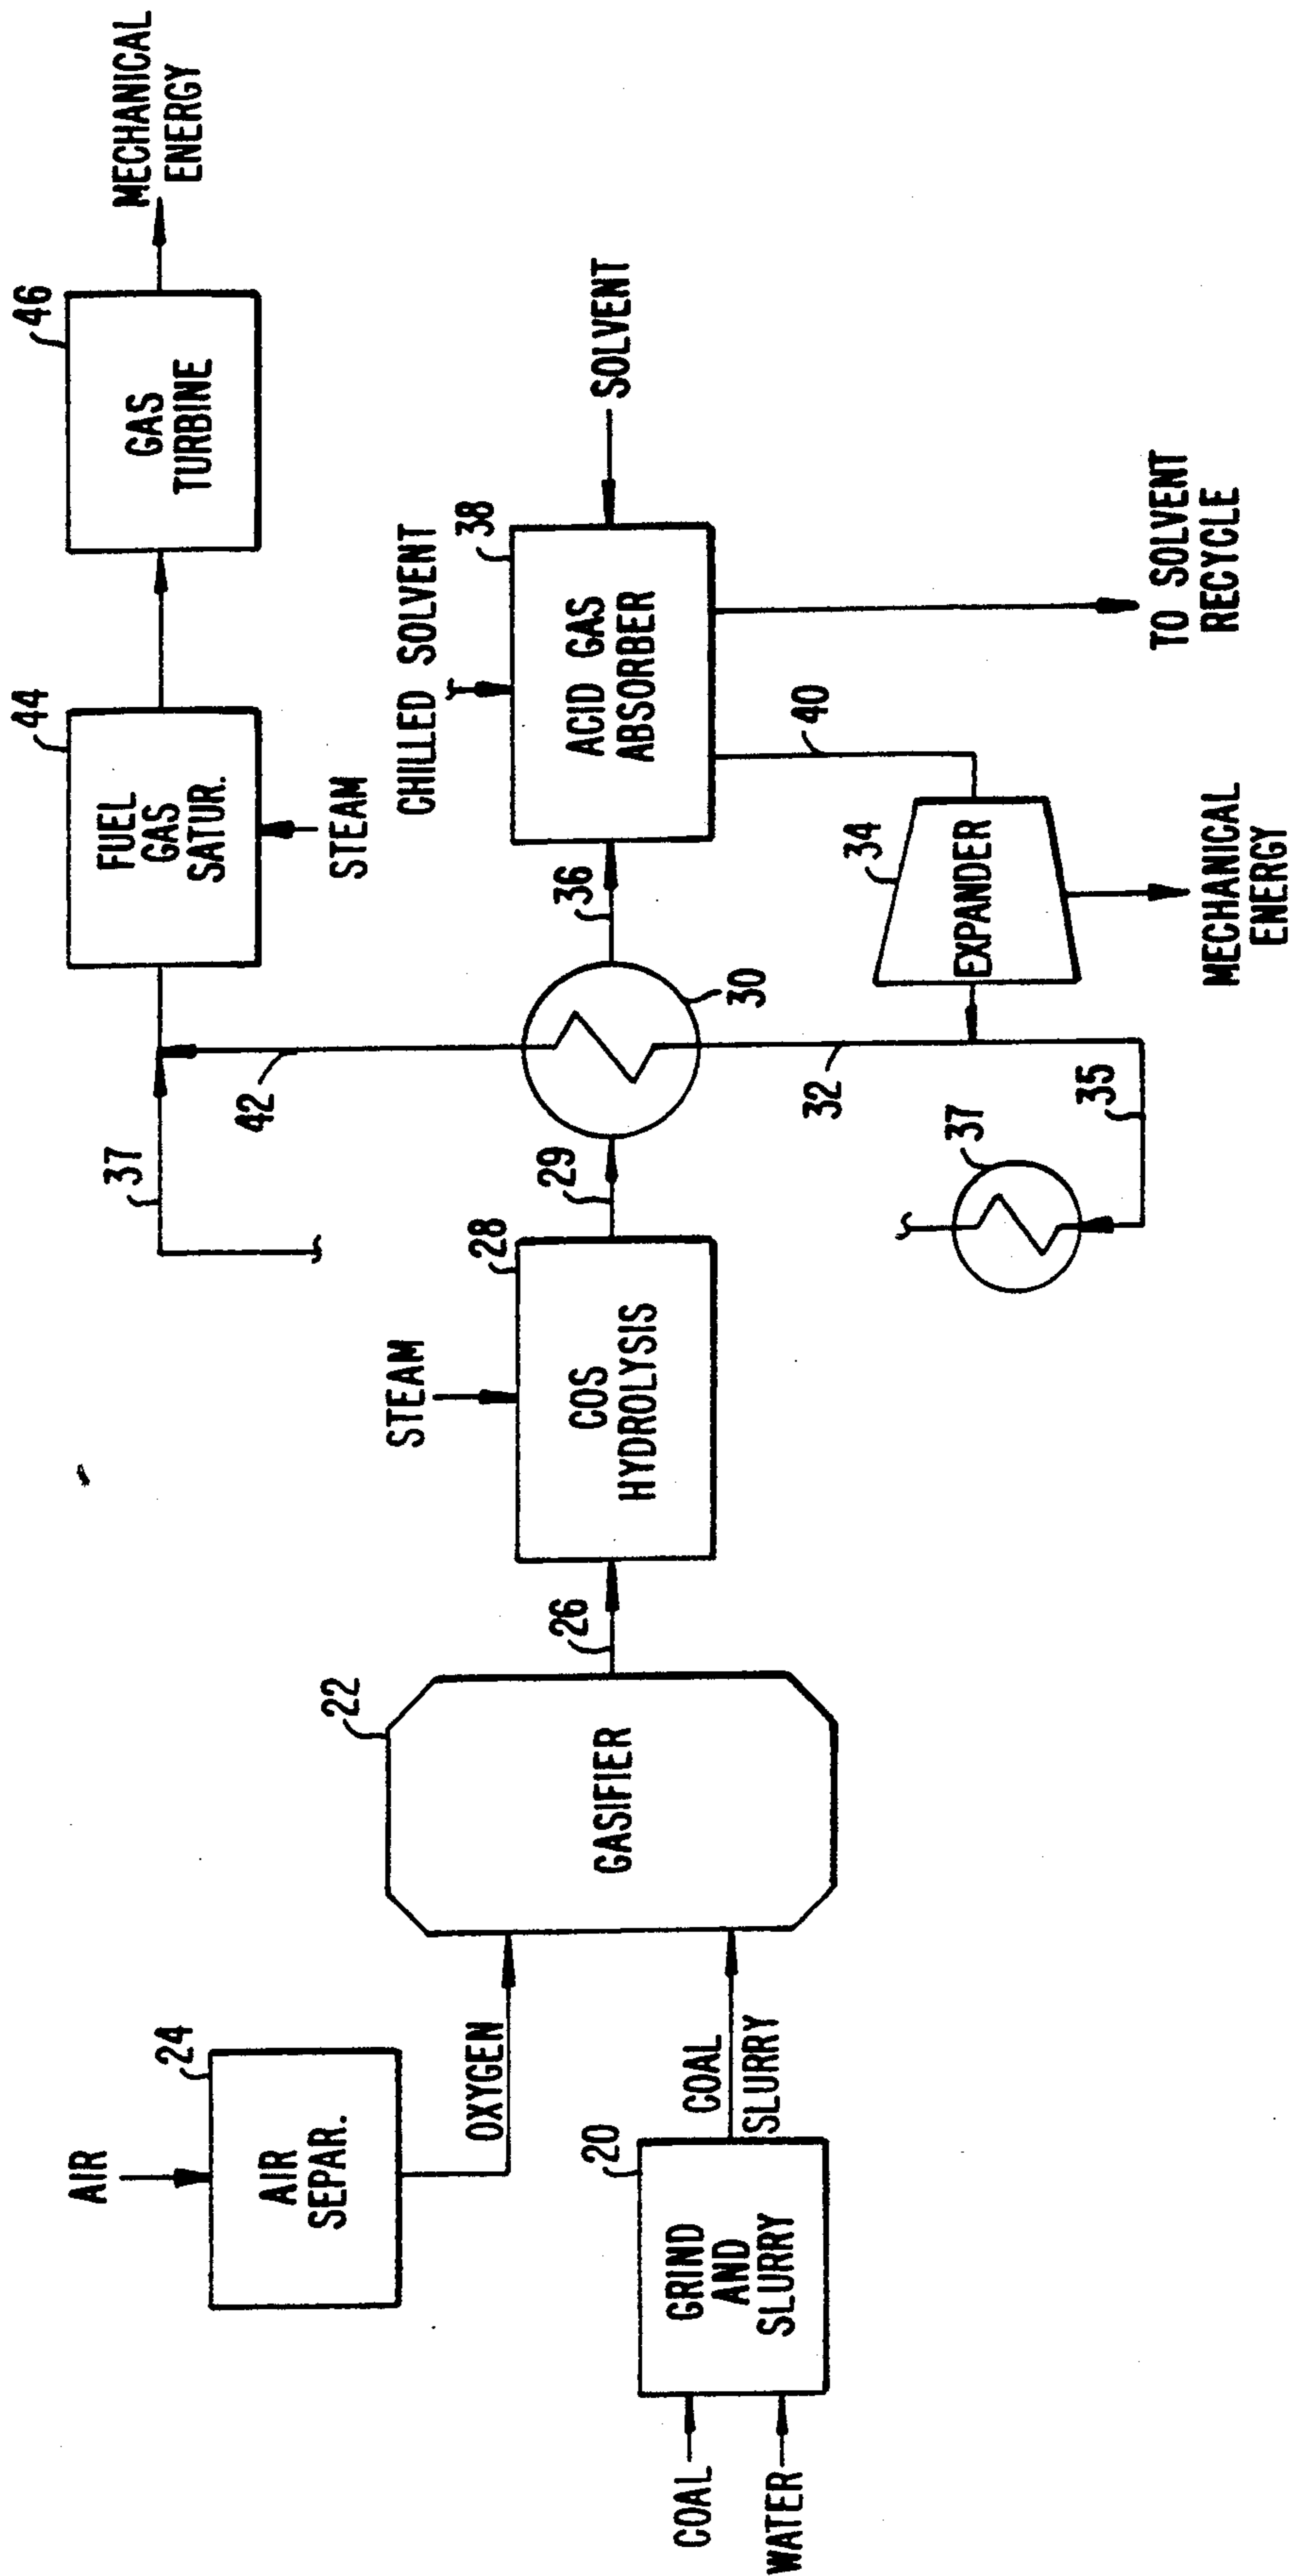 AIR
24
AIR
SEPAR.
OXYGEN
COAL
WATER
20
GRIND
AND
SLURRY
COAL
SLURRY
22
GASIFIER
26
STEAM
28
COS
HYDROLYSIS
29
30
36
CHILLED SOLVENT
38
ACID GAS
ABSORBER
SOLVENT
TO SOLVENT
RECYCLE
40
34
EXPANDER
MECHANICAL
ENERGY
32
35
37
42
37
44
FUEL
GAS
SATUR.
STEAM
46
GAS
TURBINE
MECHANICAL
ENERGY